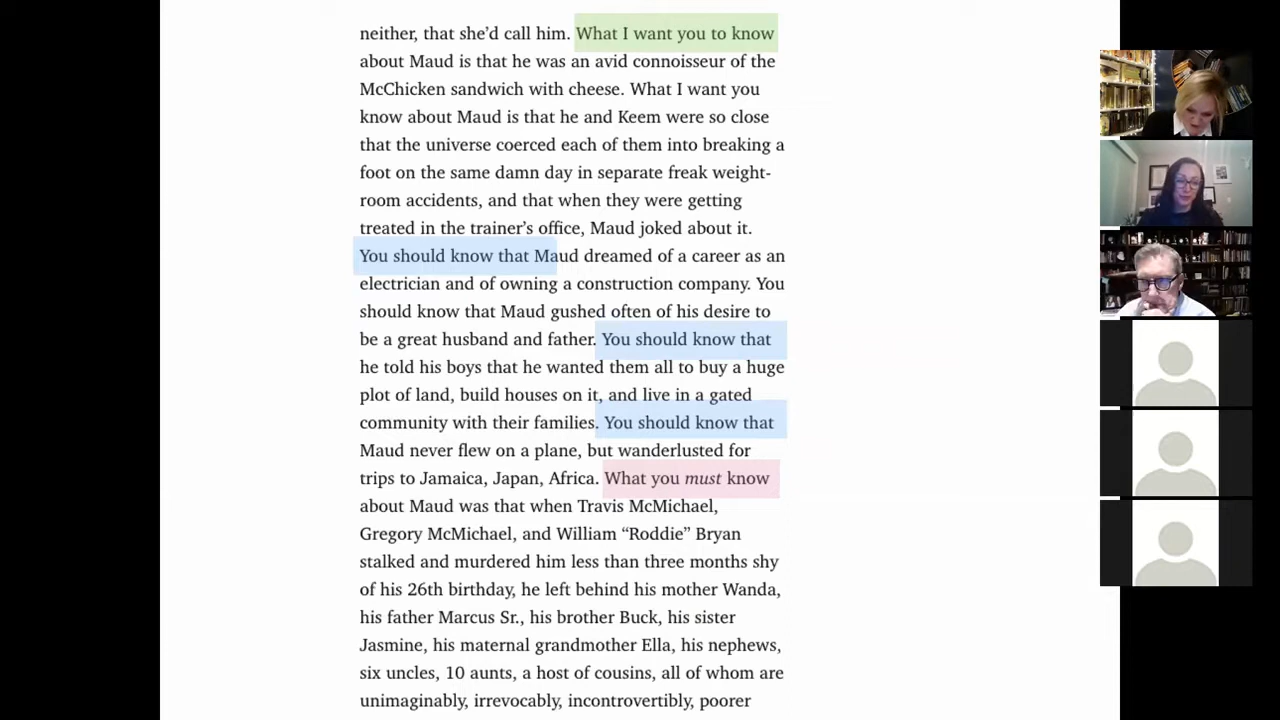 neither, that she’d call him. What I want you to know
about Maud is that he was an avid connoisseur of the
McChicken sandwich with cheese. What I want you
know about Maud is that he and Keem were so close
that the universe coerced each of them into breaking a
foot on the same damn day in separate freak weight-
room accidents, and that when they were getting
treated in the trainer’s office, Maud joked about it.
You should know that Maud dreamed of a career as an
electrician and of owning a construction company. You
should know that Maud gushed often of his desire to
be a great husband and father. You should know that
he told his boys that he wanted them all to buy a huge
plot of land, build houses on it, and live in a gated
community with their families. You should know that
Maud never flew on a plane, but wanderlusted for
trips to Jamaica, Japan, Africa. What you must know
about Maud was that when Travis McMichael,
Gregory McMichael, and William “Roddie” Bryan
stalked and murdered him less than three months shy
of his 26th birthday, he left behind his mother Wanda,
his father Marcus Sr., his brother Buck, his sister
Jasmine, his maternal grandmother Ella, his nephews,
six uncles, 10 aunts, a host of cousins, all of whom are
unimaginably, irrevocably, incontrovertibly, poorer